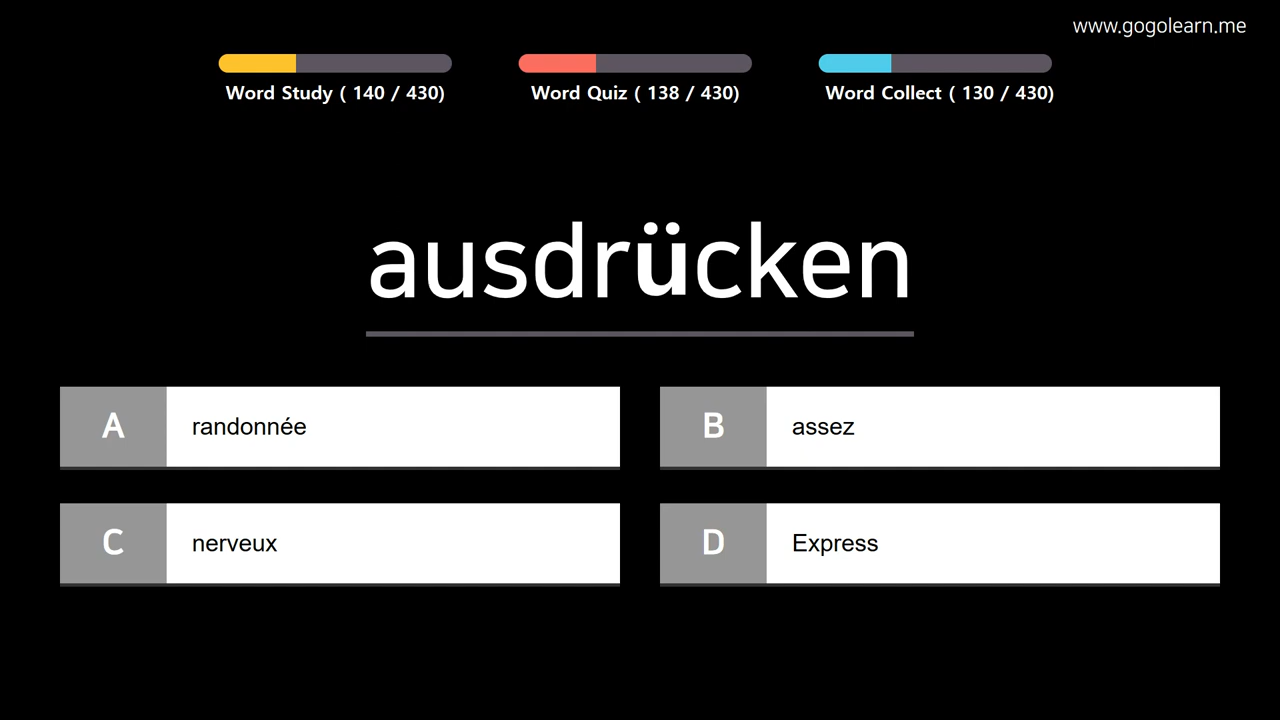 www.gogolearn.me
Word Study ( 140 / 430)
Word Quiz ( 138 / 430)
Word Collect ( 130 / 430)
ausdrücken
A randonnée
B assez
C nerveux
D Express